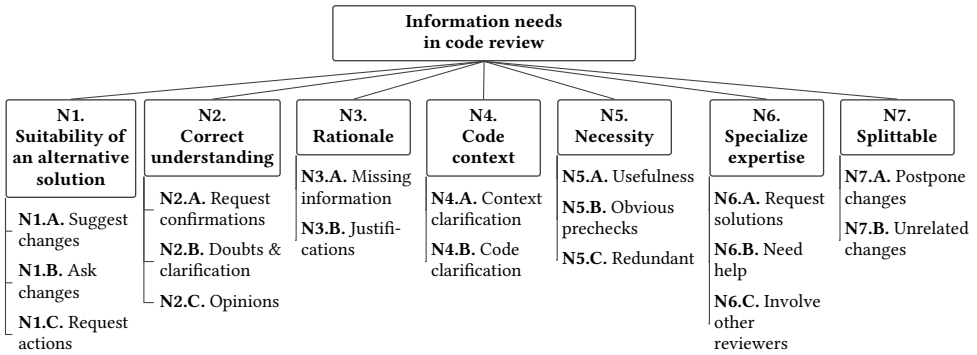 Information needs
in code review
N1.
Suitability of
an alternative
solution
N1.A. Suggest
changes
N1.B. Ask
changes
N1.C. Request
actions
N2.
Correct
understanding
N2.A. Request
confirmations
N2.B. Doubts &
clarification
N2.C. Opinions
N3.
Rationale
N3.A. Missing
information
N3.B. Justifi-
cations
N4.
Code
context
N4.A. Context
clarification
N4.B. Code
clarification
N5.
Necessity
N5.A. Usefulness
N5.B. Obvious
prechecks
N5.C. Redundant
N6.
Specialize
expertise
N6.A. Request
solutions
N6.B. Need
help
N6.C. Involve
other
reviewers
N7.
Splittable
N7.A. Postpone
changes
N7.B. Unrelated
changes